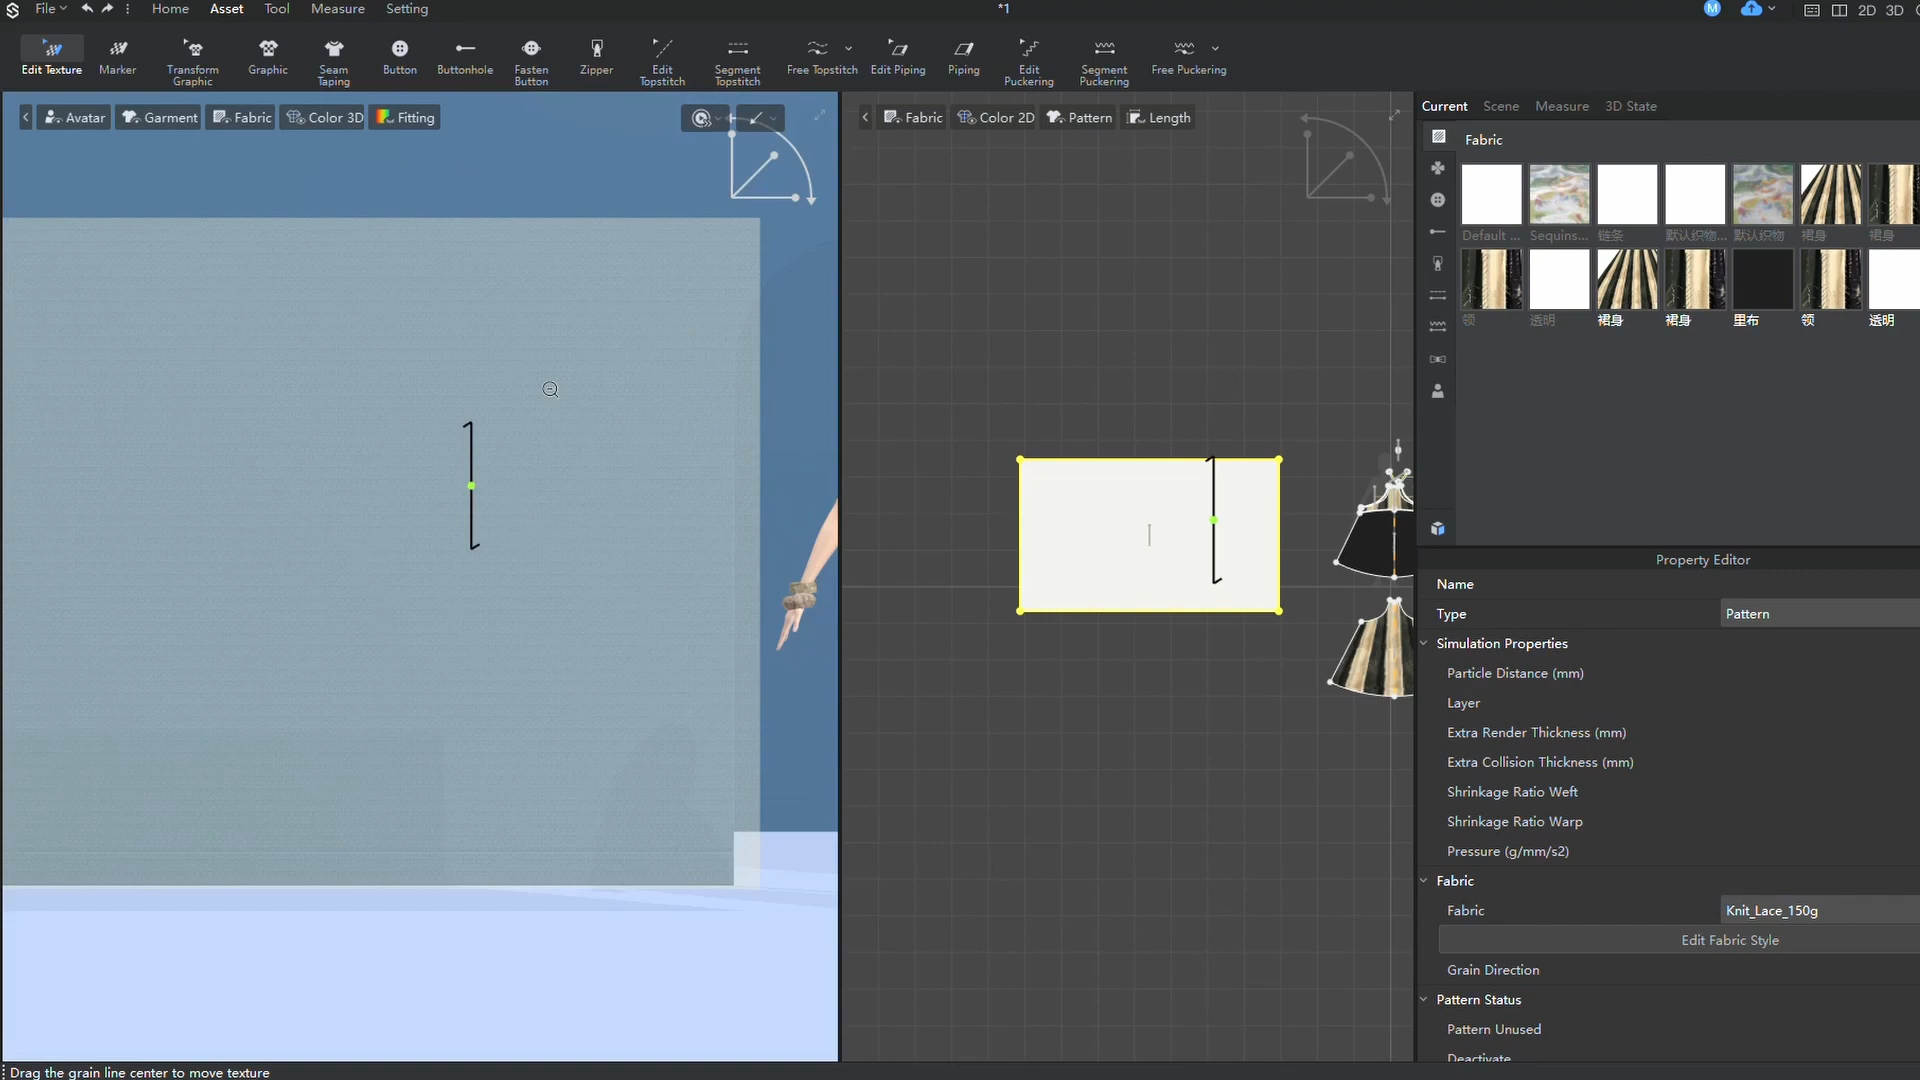 File
Home
Asset
Tool
Measure
Setting
*1
M
2D
3D
Edit Texture
Marker
Transform
Graphic
Graphic
Seam
Taping
Button
Buttonhole
Fasten
Button
Zipper
Edit
Topstitch
Segment
Topstitch
Free Topstitch
Edit Piping
Piping
Edit
Puckering
Segment
Puckering
Free Puckering
Avatar
Garment
Fabric
Color 3D
Fitting
Fabric
Color 2D
Pattern
Length
Current
Scene
Measure
3D State
Fabric
Default ...
Sequins...
链条
默认织物...
默认织物
裙身
裙身
领
透明
裙身
裙身
里布
领
透明
Property Editor
Name
Type
Pattern
Simulation Properties
Particle Distance (mm)
Layer
Extra Render Thickness (mm)
Extra Collision Thickness (mm)
Shrinkage Ratio Weft
Shrinkage Ratio Warp
Pressure (g/mm/s2)
Fabric
Fabric
Knit_Lace_150g
Edit Fabric Style
Grain Direction
Pattern Status
Pattern Unused
Deactivate
Drag the grain line center to move texture